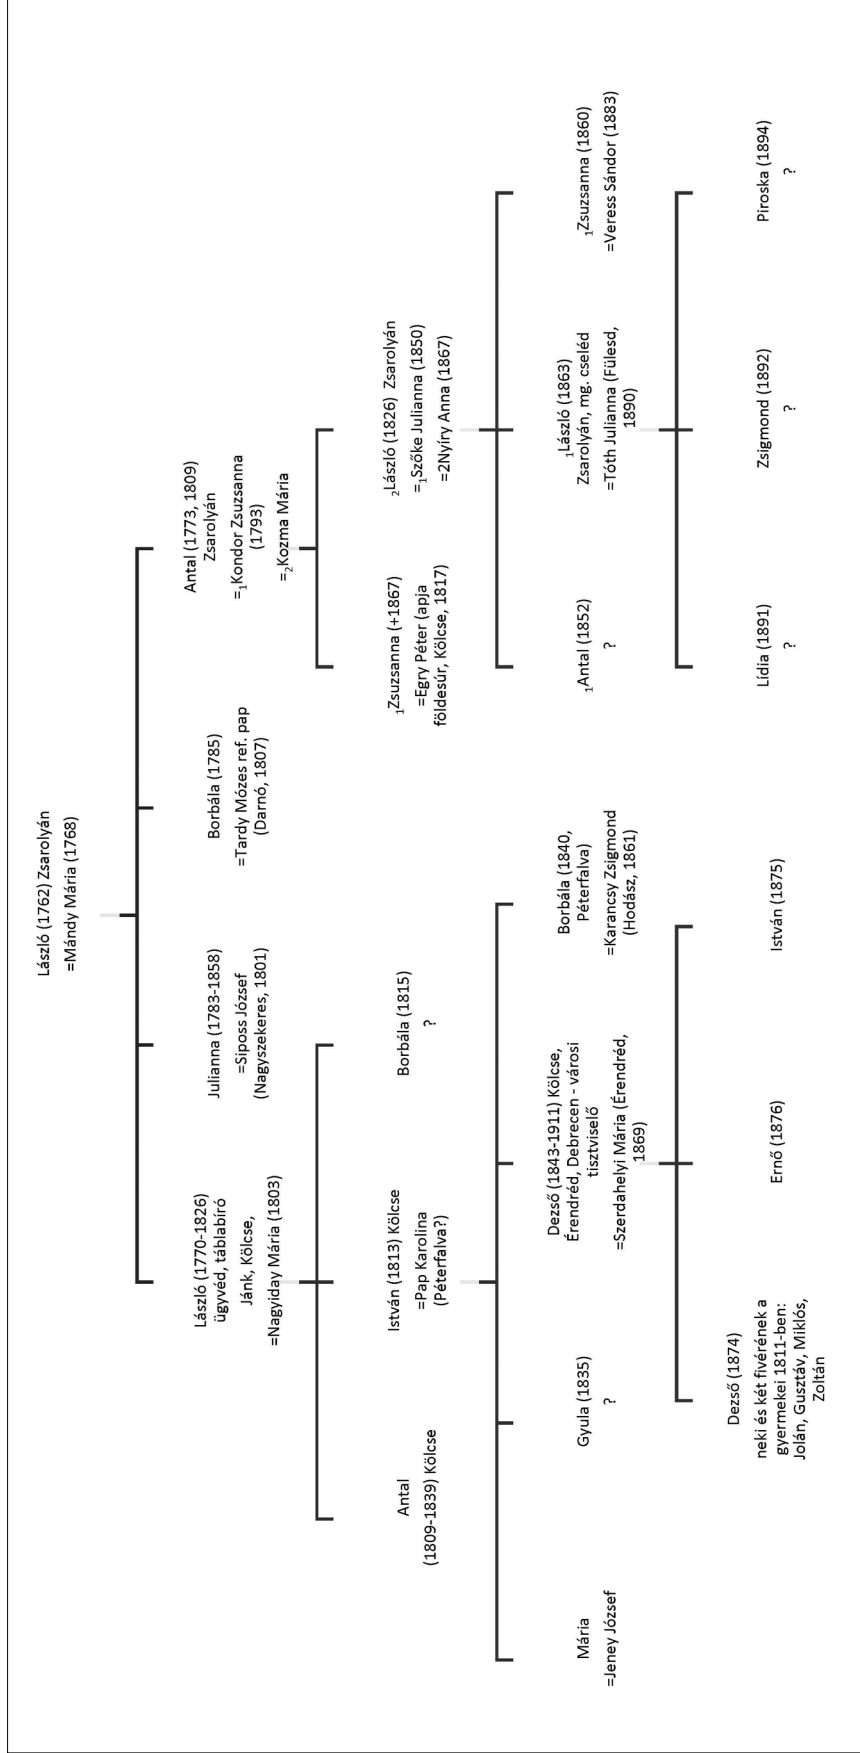 László (1762) Zsarolyán
=Mándy Mária (1768)
László (1770-1826)
ügyvéd, táblabíró
Jánk, Kölcse,
=Nagyiday Mária (1803)
Julianna (1783-1858)
=Siposs József
(Nagyszekeres, 1801)
Borbála (1785)
=Tardy Mózes ref. pap
(Darnó, 1807)
Antal (1773, 1809)
Zsarolyán
=1Kondor Zsuzsanna
(1793)
=2Kozma Mária
Antal
(1809-1839) Kölcse
István (1813) Kölcse
=Pap Karolina
(Péterfalva?)
Borbála (1815)
?
1Zsuzsanna (+1867)
=Egry Péter (apja
földesúr, Kölcse, 1817)
2László (1826) Zsarolyán
=1Szőke Julianna (1850)
=2Nyíry Anna (1867)
Mária
=Jeney József
Gyula (1835)
?
Dezső (1843-1911) Kölcse,
Érendréd, Debrecen - városi
tisztviselő
=Szerdahelyi Mária (Érendréd,
1869)
Borbála (1840,
Péterfalva)
=Karancsy Zsigmond
(Hodász, 1861)
1Antal (1852)
?
1László (1863)
Zsarolyán, mg. cseléd
=Tóth Julianna (Fülesd,
1890)
1Zsuzsanna (1860)
=Veress Sándor (1883)
Dezső (1874)
neki és két fivérének a
gyermekei 1811-ben:
Jolán, Gusztáv, Miklós,
Zoltán
Ernő (1876)
István (1875)
Lídia (1891)
?
Zsigmond (1892)
?
Piroska (1894)
?